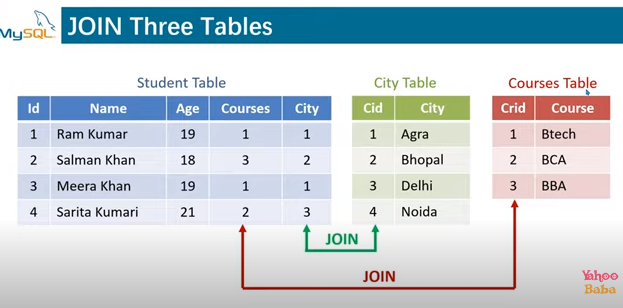 MySQL
JOIN Three Tables
Student Table
Id Name Age Courses City
1 Ram Kumar 19 1 1
2 Salman Khan 18 3 2
3 Meera Khan 19 1 1
4 Sarita Kumari 21 2 3
City Table
Cid City
1 Agra
2 Bhopal
3 Delhi
4 Noida
Courses Table
Crid Course
1 Btech
2 BCA
3 BBA
JOIN
JOIN
Yahoo
Baba